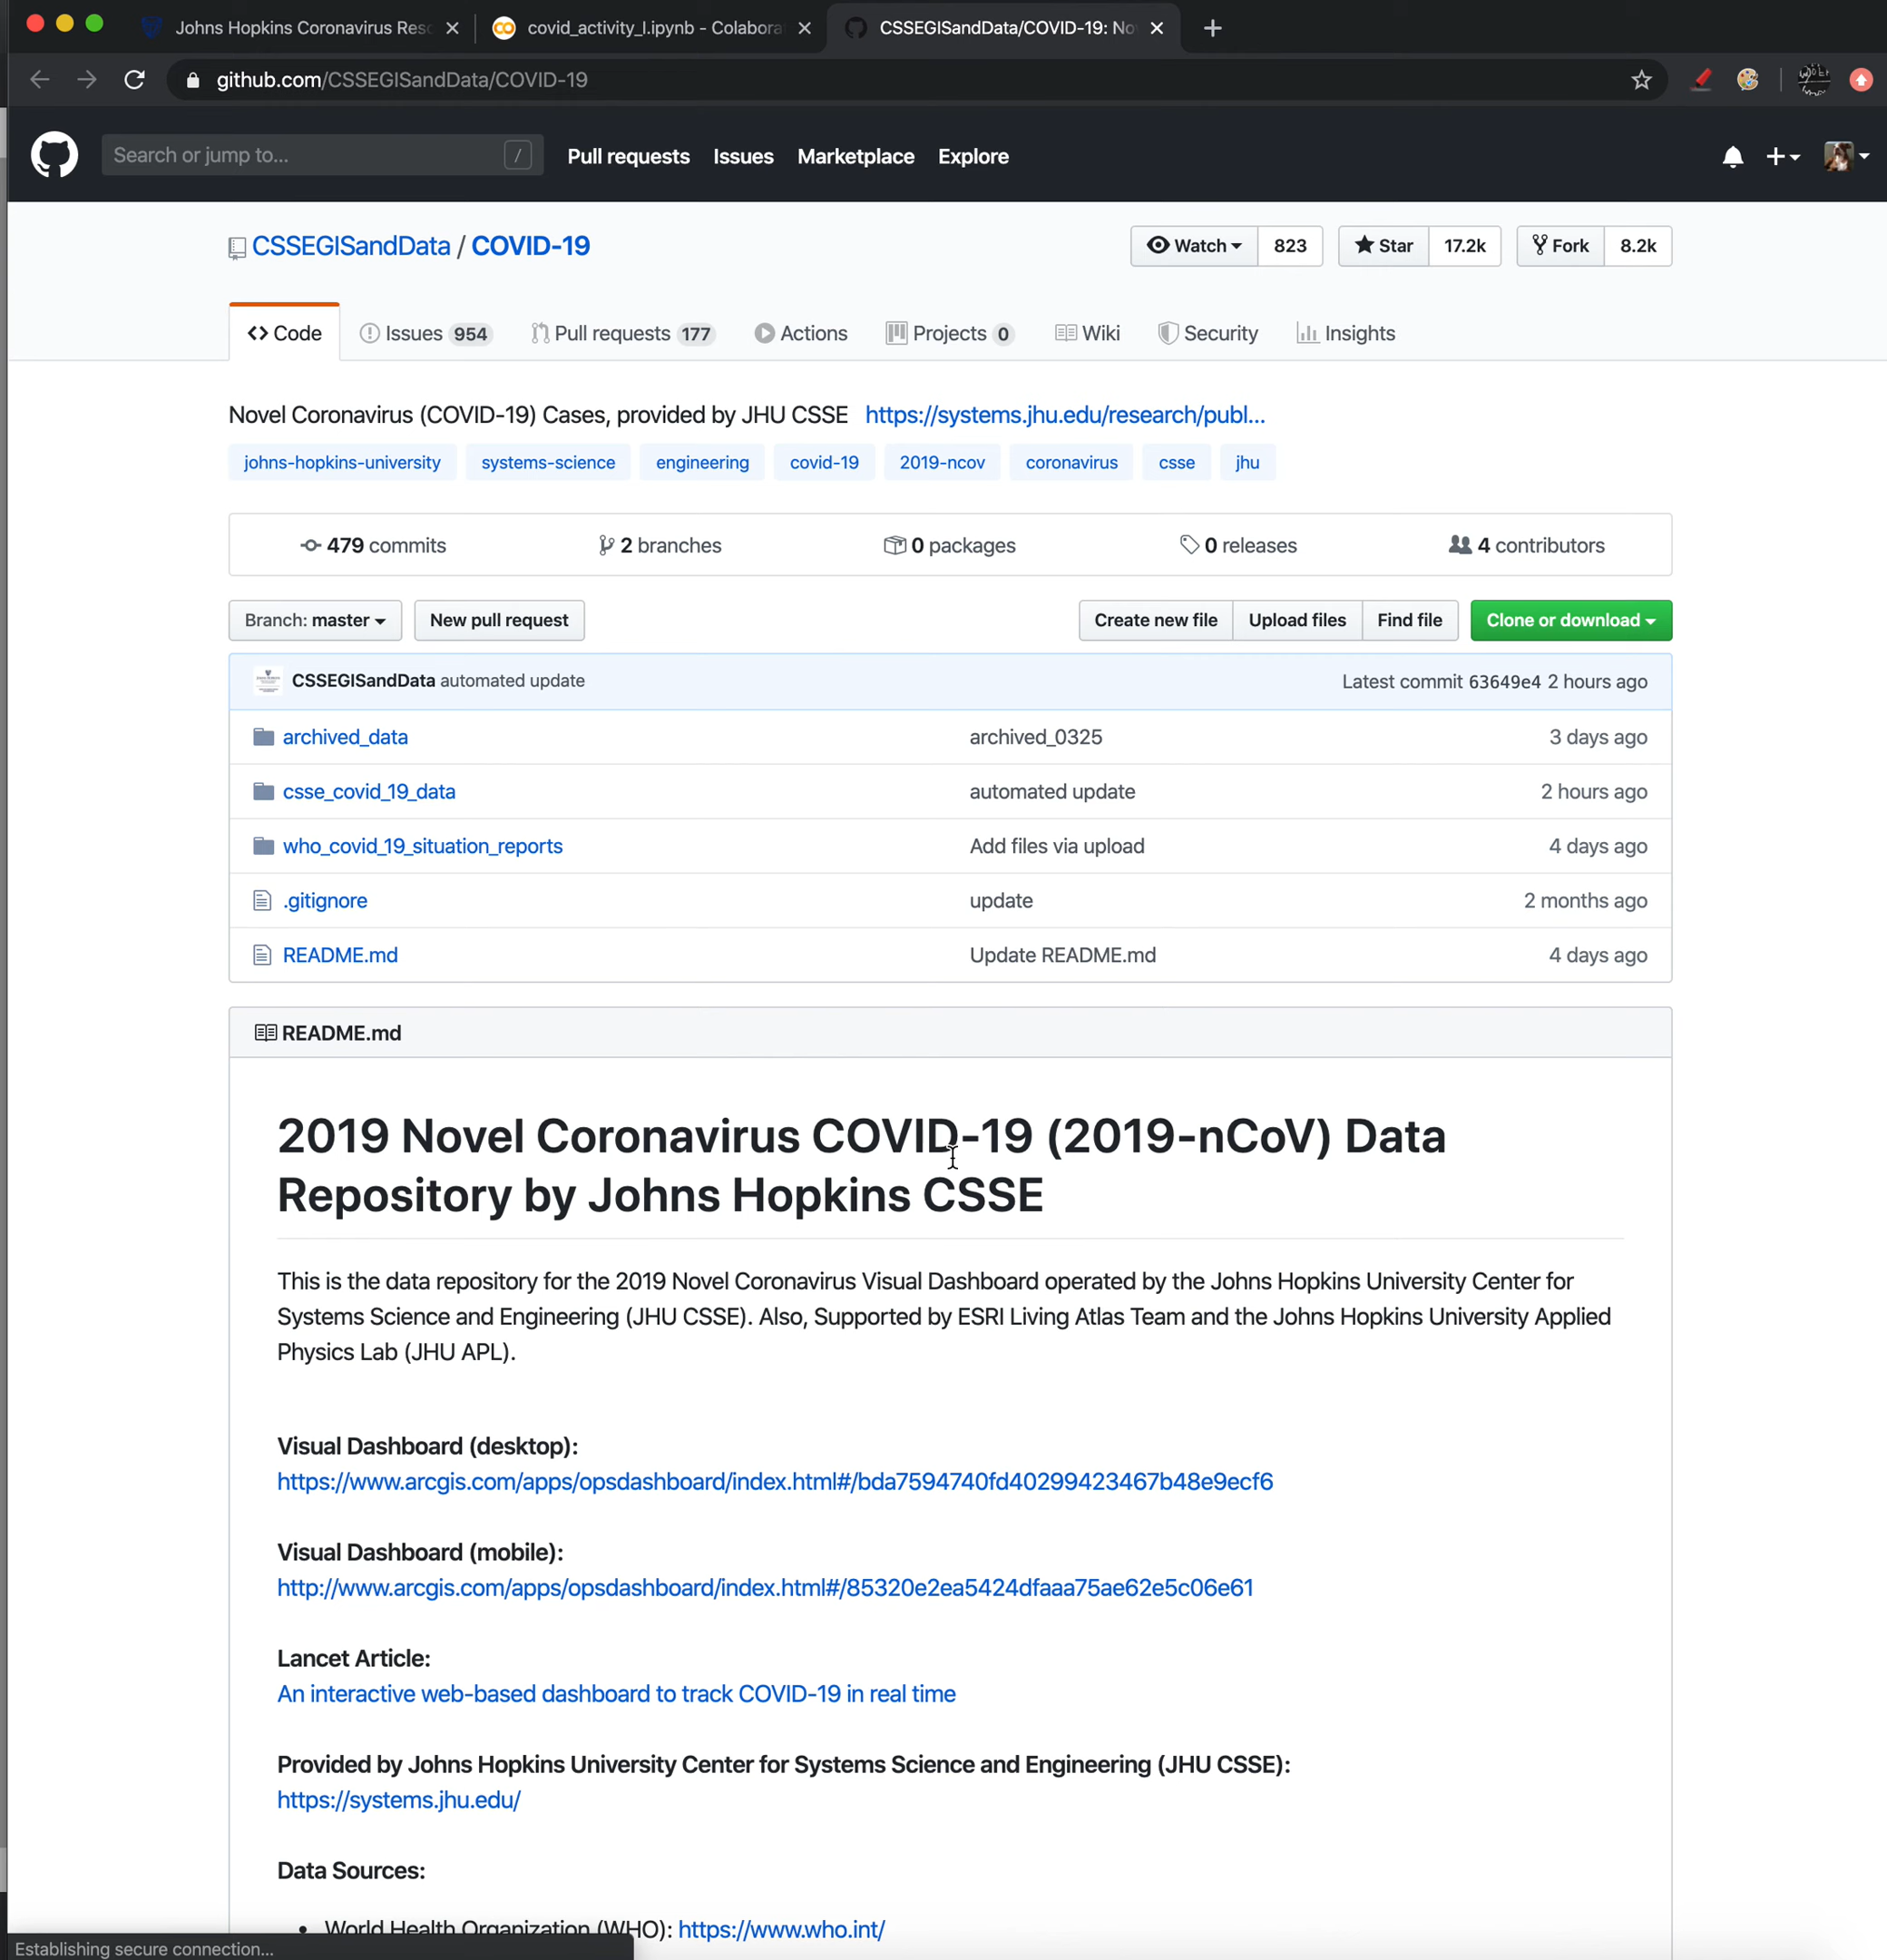 Johns Hopkins Coronavirus Reso
covid_activity_I.ipynb - Colabora
CSSEGISandData/COVID-19: No
github.com/CSSEGISandData/COVID-19
Search or jump to... /
Pull requests Issues Marketplace Explore
CSSEGISandData / COVID-19
Watch 823 Star 17.2k Fork 8.2k
Code Issues 954 Pull requests 177 Actions Projects 0 Wiki Security Insights
Novel Coronavirus (COVID-19) Cases, provided by JHU CSSE https://systems.jhu.edu/research/publ...
johns-hopkins-university systems-science engineering covid-19 2019-ncov coronavirus csse jhu
479 commits 2 branches 0 packages 0 releases 4 contributors
Branch: master New pull request Create new file Upload files Find file Clone or download
CSSEGISandData automated update Latest commit 63649e4 2 hours ago
archived_data archived_0325 3 days ago
csse_covid_19_data automated update 2 hours ago
who_covid_19_situation_reports Add files via upload 4 days ago
.gitignore update 2 months ago
README.md Update README.md 4 days ago
README.md
2019 Novel Coronavirus COVID-19 (2019-nCoV) Data
Repository by Johns Hopkins CSSE
This is the data repository for the 2019 Novel Coronavirus Visual Dashboard operated by the Johns Hopkins University Center for
Systems Science and Engineering (JHU CSSE). Also, Supported by ESRI Living Atlas Team and the Johns Hopkins University Applied
Physics Lab (JHU APL).
Visual Dashboard (desktop):
https://www.arcgis.com/apps/opsdashboard/index.html#/bda7594740fd40299423467b48e9ecf6
Visual Dashboard (mobile):
http://www.arcgis.com/apps/opsdashboard/index.html#/85320e2ea5424dfaaa75ae62e5c06e61
Lancet Article:
An interactive web-based dashboard to track COVID-19 in real time
Provided by Johns Hopkins University Center for Systems Science and Engineering (JHU CSSE):
https://systems.jhu.edu/
Data Sources:
World Health Organization (WHO): https://www.who.int/
Establishing secure connection...